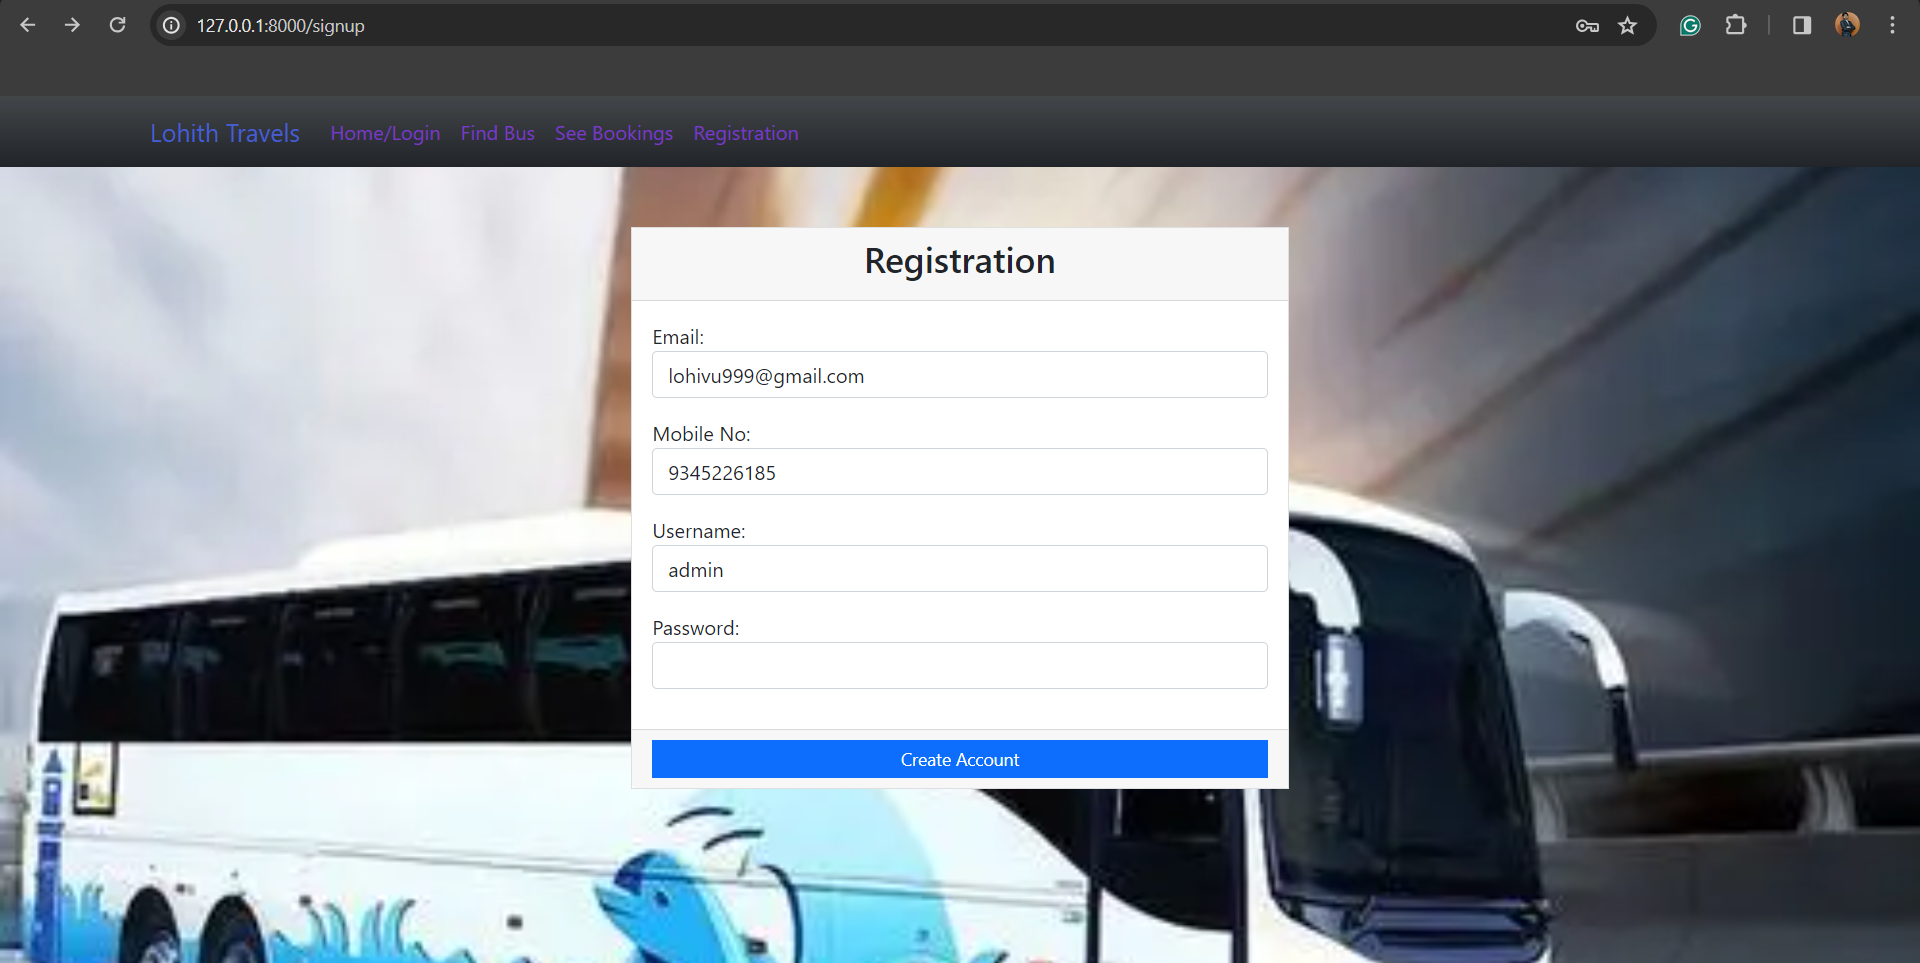 127.0.0.1:8000/signup
Lohith Travels Home/Login Find Bus See Bookings Registration
Registration
Email:
lohivu999@gmail.com
Mobile No:
9345226185
Username:
admin
Password:
Create Account